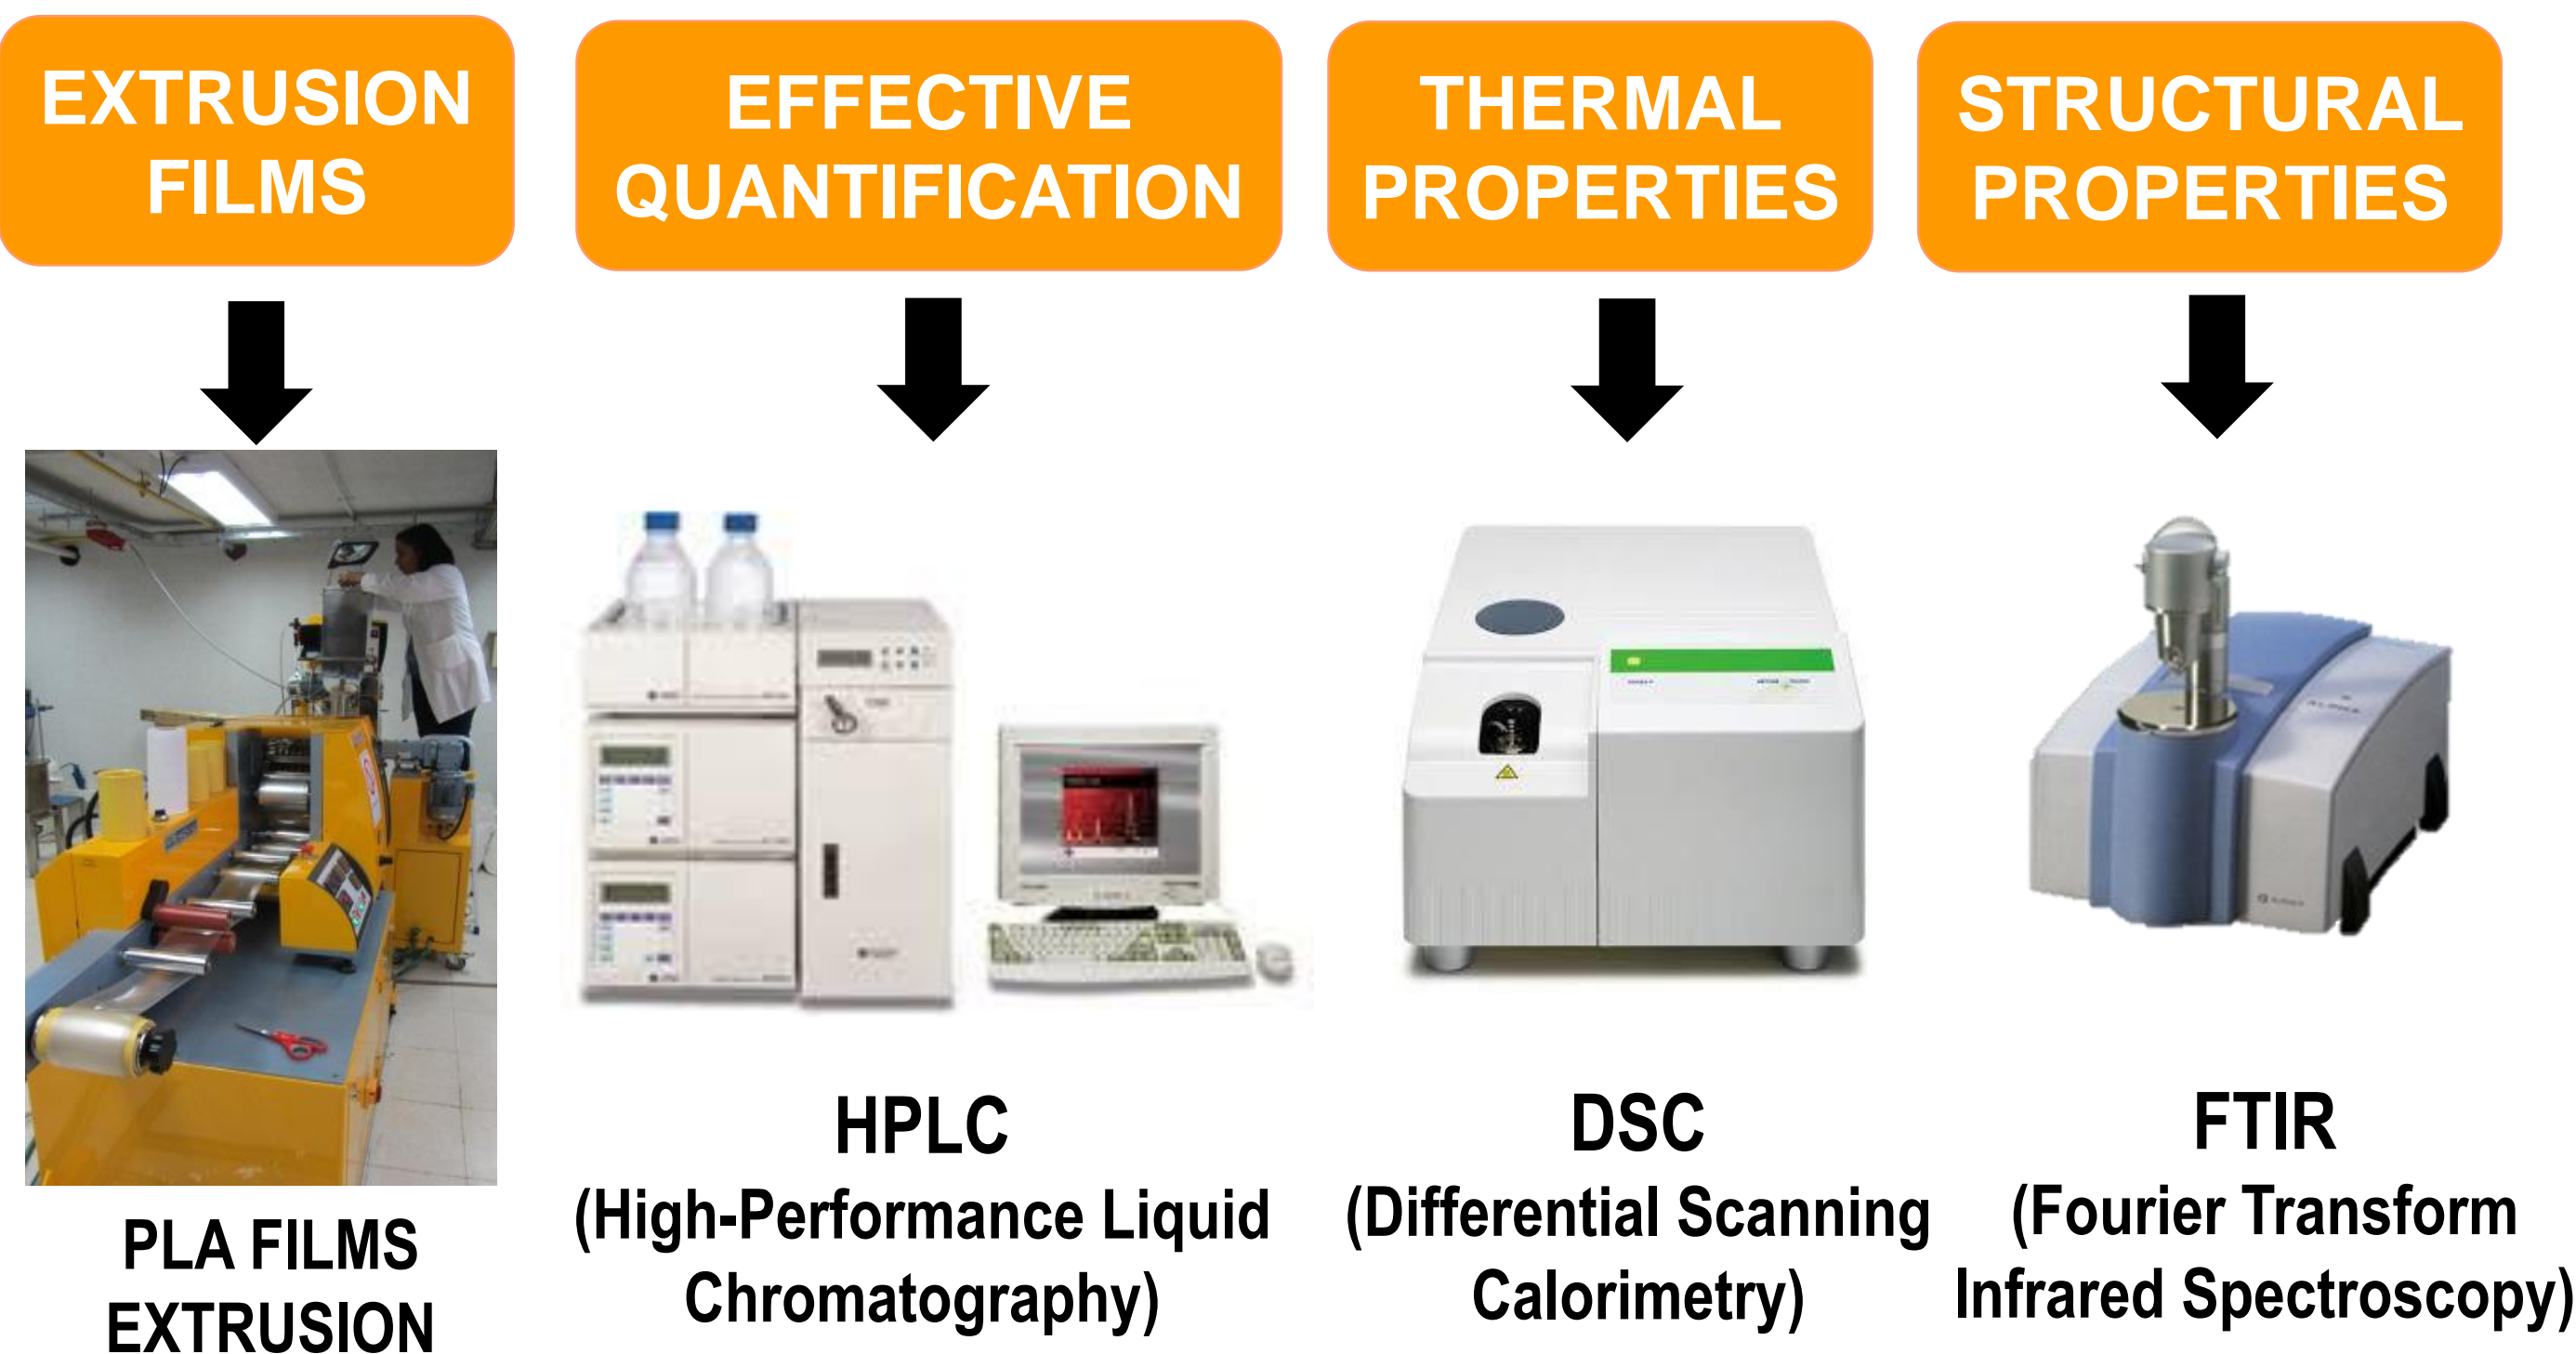 EXTRUSION
FILMS
EFFECTIVE
QUANTIFICATION
THERMAL
PROPERTIES
STRUCTURAL
PROPERTIES
PLA FILMS
EXTRUSION
HPLC
(High-Performance Liquid
Chromatography)
DSC
(Differential Scanning
Calorimetry)
ALPHA
FTIR
(Fourier Transform
Infrared Spectroscopy)